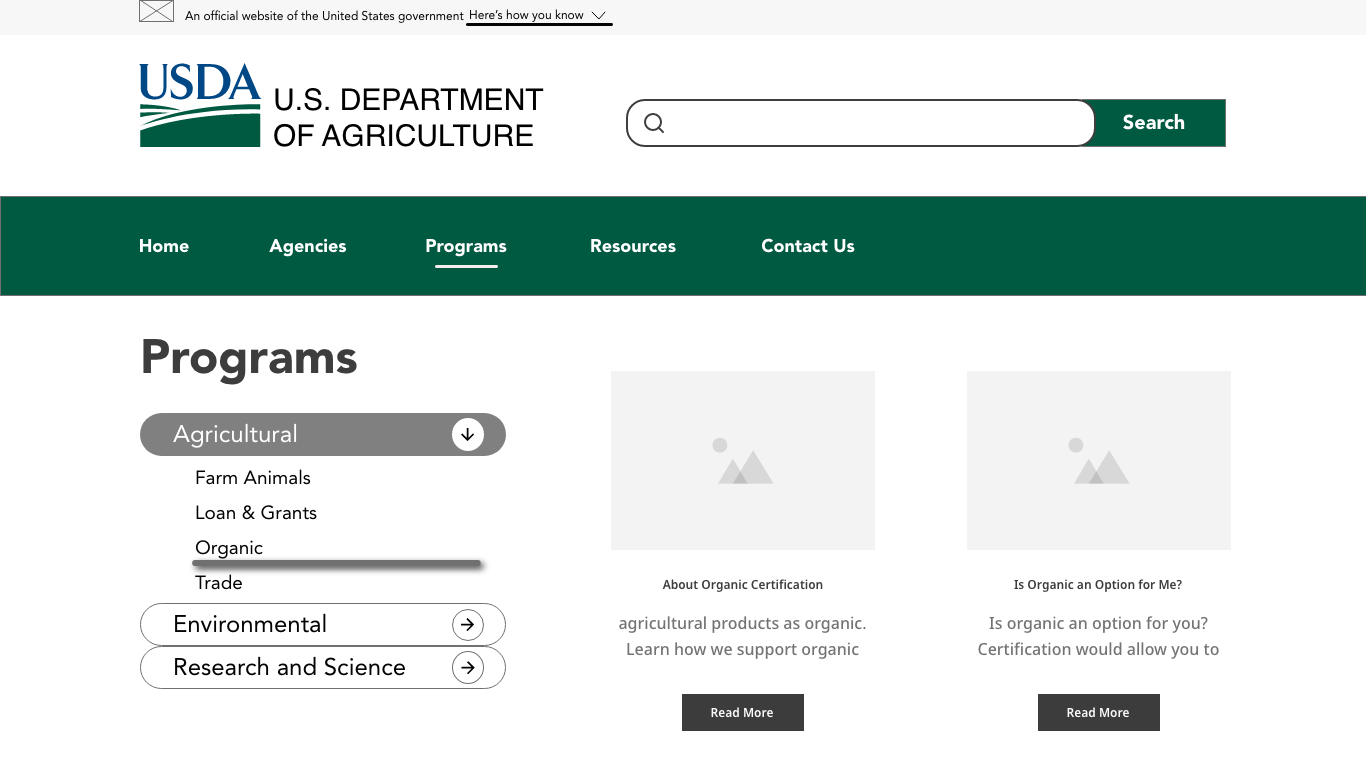 An official website of the United States government Here's how you know
USDA
U.S. DEPARTMENT
OF AGRICULTURE
Search
Home Agencies Programs Resources Contact Us
Programs
Agricultural
Farm Animals
Loan & Grants
Organic
Trade
Environmental
Research and Science
About Organic Certification
agricultural products as organic.
Learn how we support organic
Read More
Is Organic an Option for Me?
Is organic an option for you?
Certification would allow you to
Read More